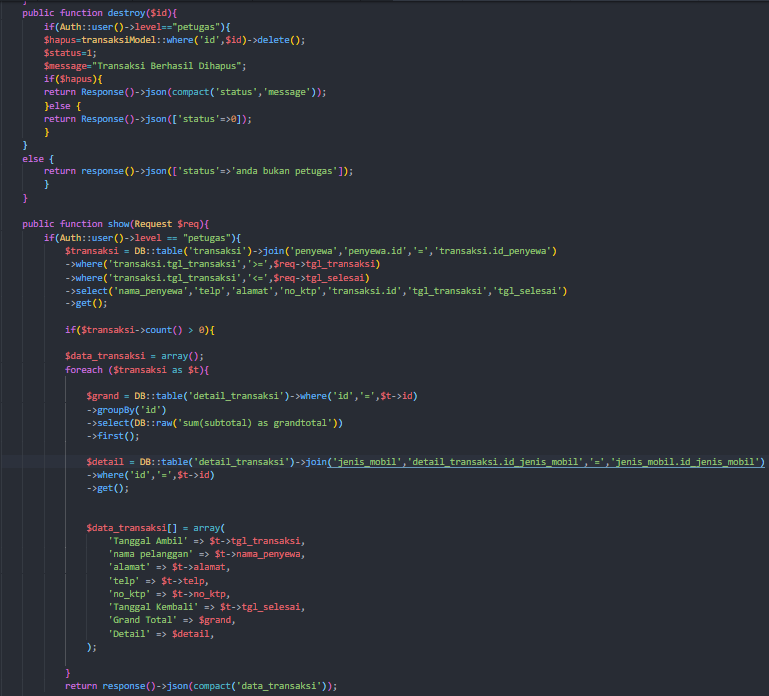 }
public function destroy($id){
if(Auth::user()->level=="petugas"){
$hapus=transaksiModel::where('id',$id)->delete();
$status=1;
$message="Transaksi Berhasil Dihapus";
if($hapus){
return Response()->json(compact('status','message'));
}else {
return Response()->json(['status'=>0]);
}
}
else {
return response()->json(['status'=>'anda bukan petugas']);
}
}
public function show(Request $req){
if(Auth::user()->level == "petugas"){
$transaksi = DB::table('transaksi')->join('penyewa','penyewa.id','=','transaksi.id_penyewa')
->where('transaksi.tgl_transaksi','>=',$req->tgl_transaksi)
->where('transaksi.tgl_transaksi','<=',$req->tgl_selesai)
->select('nama_penyewa','telp','alamat','no_ktp','transaksi.id','tgl_transaksi','tgl_selesai')
->get();
if($transaksi->count() > 0){
$data_transaksi = array();
foreach ($transaksi as $t){
$grand = DB::table('detail_transaksi')->where('id','=',$t->id)
->groupBy('id')
->select(DB::raw('sum(subtotal) as grandtotal'))
->first();
$detail = DB::table('detail_transaksi')->join('jenis_mobil','detail_transaksi.id_jenis_mobil','=','jenis_mobil.id_jenis_mobil')
->where('id','=',$t->id)
->get();
$data_transaksi[] = array(
'Tanggal Ambil' => $t->tgl_transaksi,
'nama pelanggan' => $t->nama_penyewa,
'alamat' => $t->alamat,
'telp' => $t->telp,
'no_ktp' => $t->no_ktp,
'Tanggal Kembali' => $t->tgl_selesai,
'Grand Total' => $grand,
'Detail' => $detail,
);
}
return response()->json(compact('data_transaksi'));